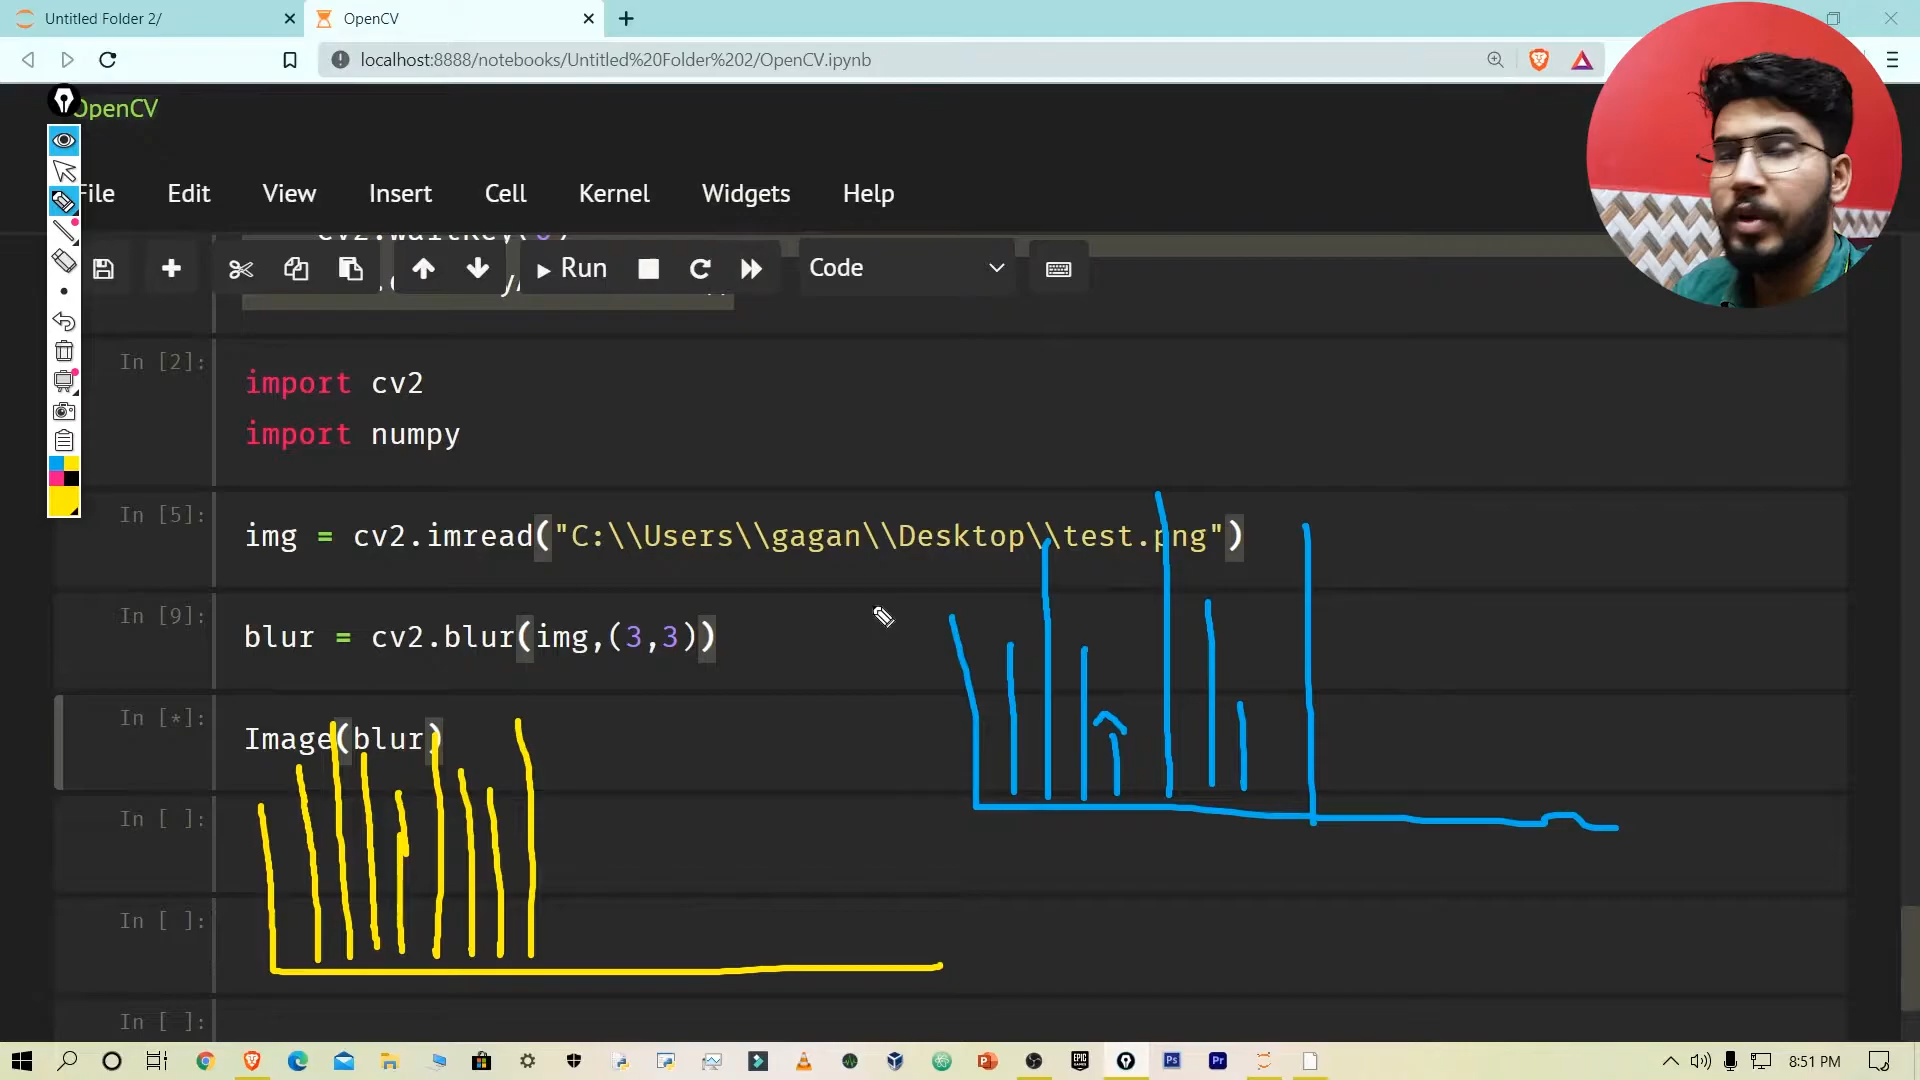 Untitled Folder 2/
OpenCV
localhost:8888/notebooks/Untitled%20Folder%202/OpenCV.ipynb
OpenCV
File Edit View Insert Cell Kernel Widgets Help
Run Code
In [2]:
import cv2
import numpy
In [5]:
img = cv2.imread("C:\\Users\\gagan\\Desktop\\test.png")
In [9]:
blur = cv2.blur(img,(3,3))
In [*]:
Image(blur)
In [ ]:
In [ ]:
In [ ]:
8:51 PM